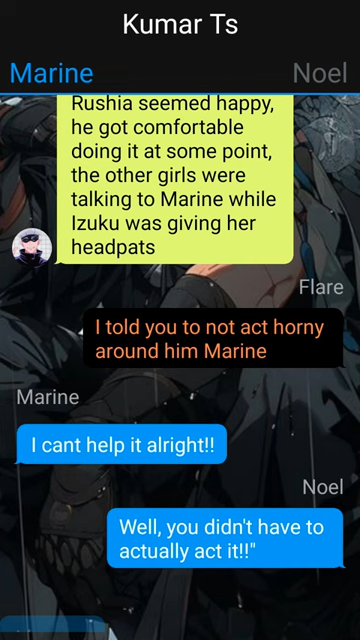 Kumar Ts
Marine
Noel
Rushia seemed happy,
he got comfortable
doing it at some point,
the other girls were
talking to Marine while
Izuku was giving her
headpats
Flare
I told you to not act horny
around him Marine
Marine
I cant help it alright!!
Noel
Well, you didn't have to
actually act it!!"